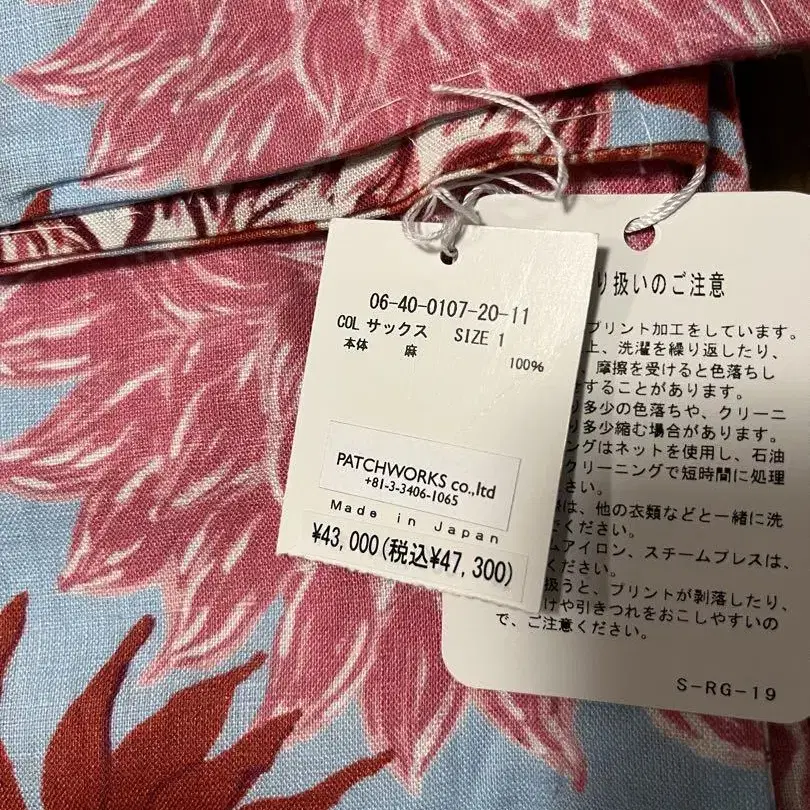 06-40-0107-20-11
COL サックス SIZE 1
本体 麻
100%
PATCHWORKS co.,ltd
+81-3-3406-1065
Made in Japan
¥43,000(税込¥47,300)
り扱いのご注意
プリント加工をしています。
上、洗濯を繰り返したり、
、摩擦を受けると色落ちし
することがあります。
り多少の色落ちや、クリーニ
り多少縮む場合があります。
ングはネットを使用し、石油
クリーニングで短時間に処理
さい。
は、他の衣類などと一緒に洗
ください。
ムアイロン、スチームプレスは、
ください。
扱うと、プリントが剥落したり、
けや引きつれをおこしやすいの
で、ご注意ください。
S-RG-19